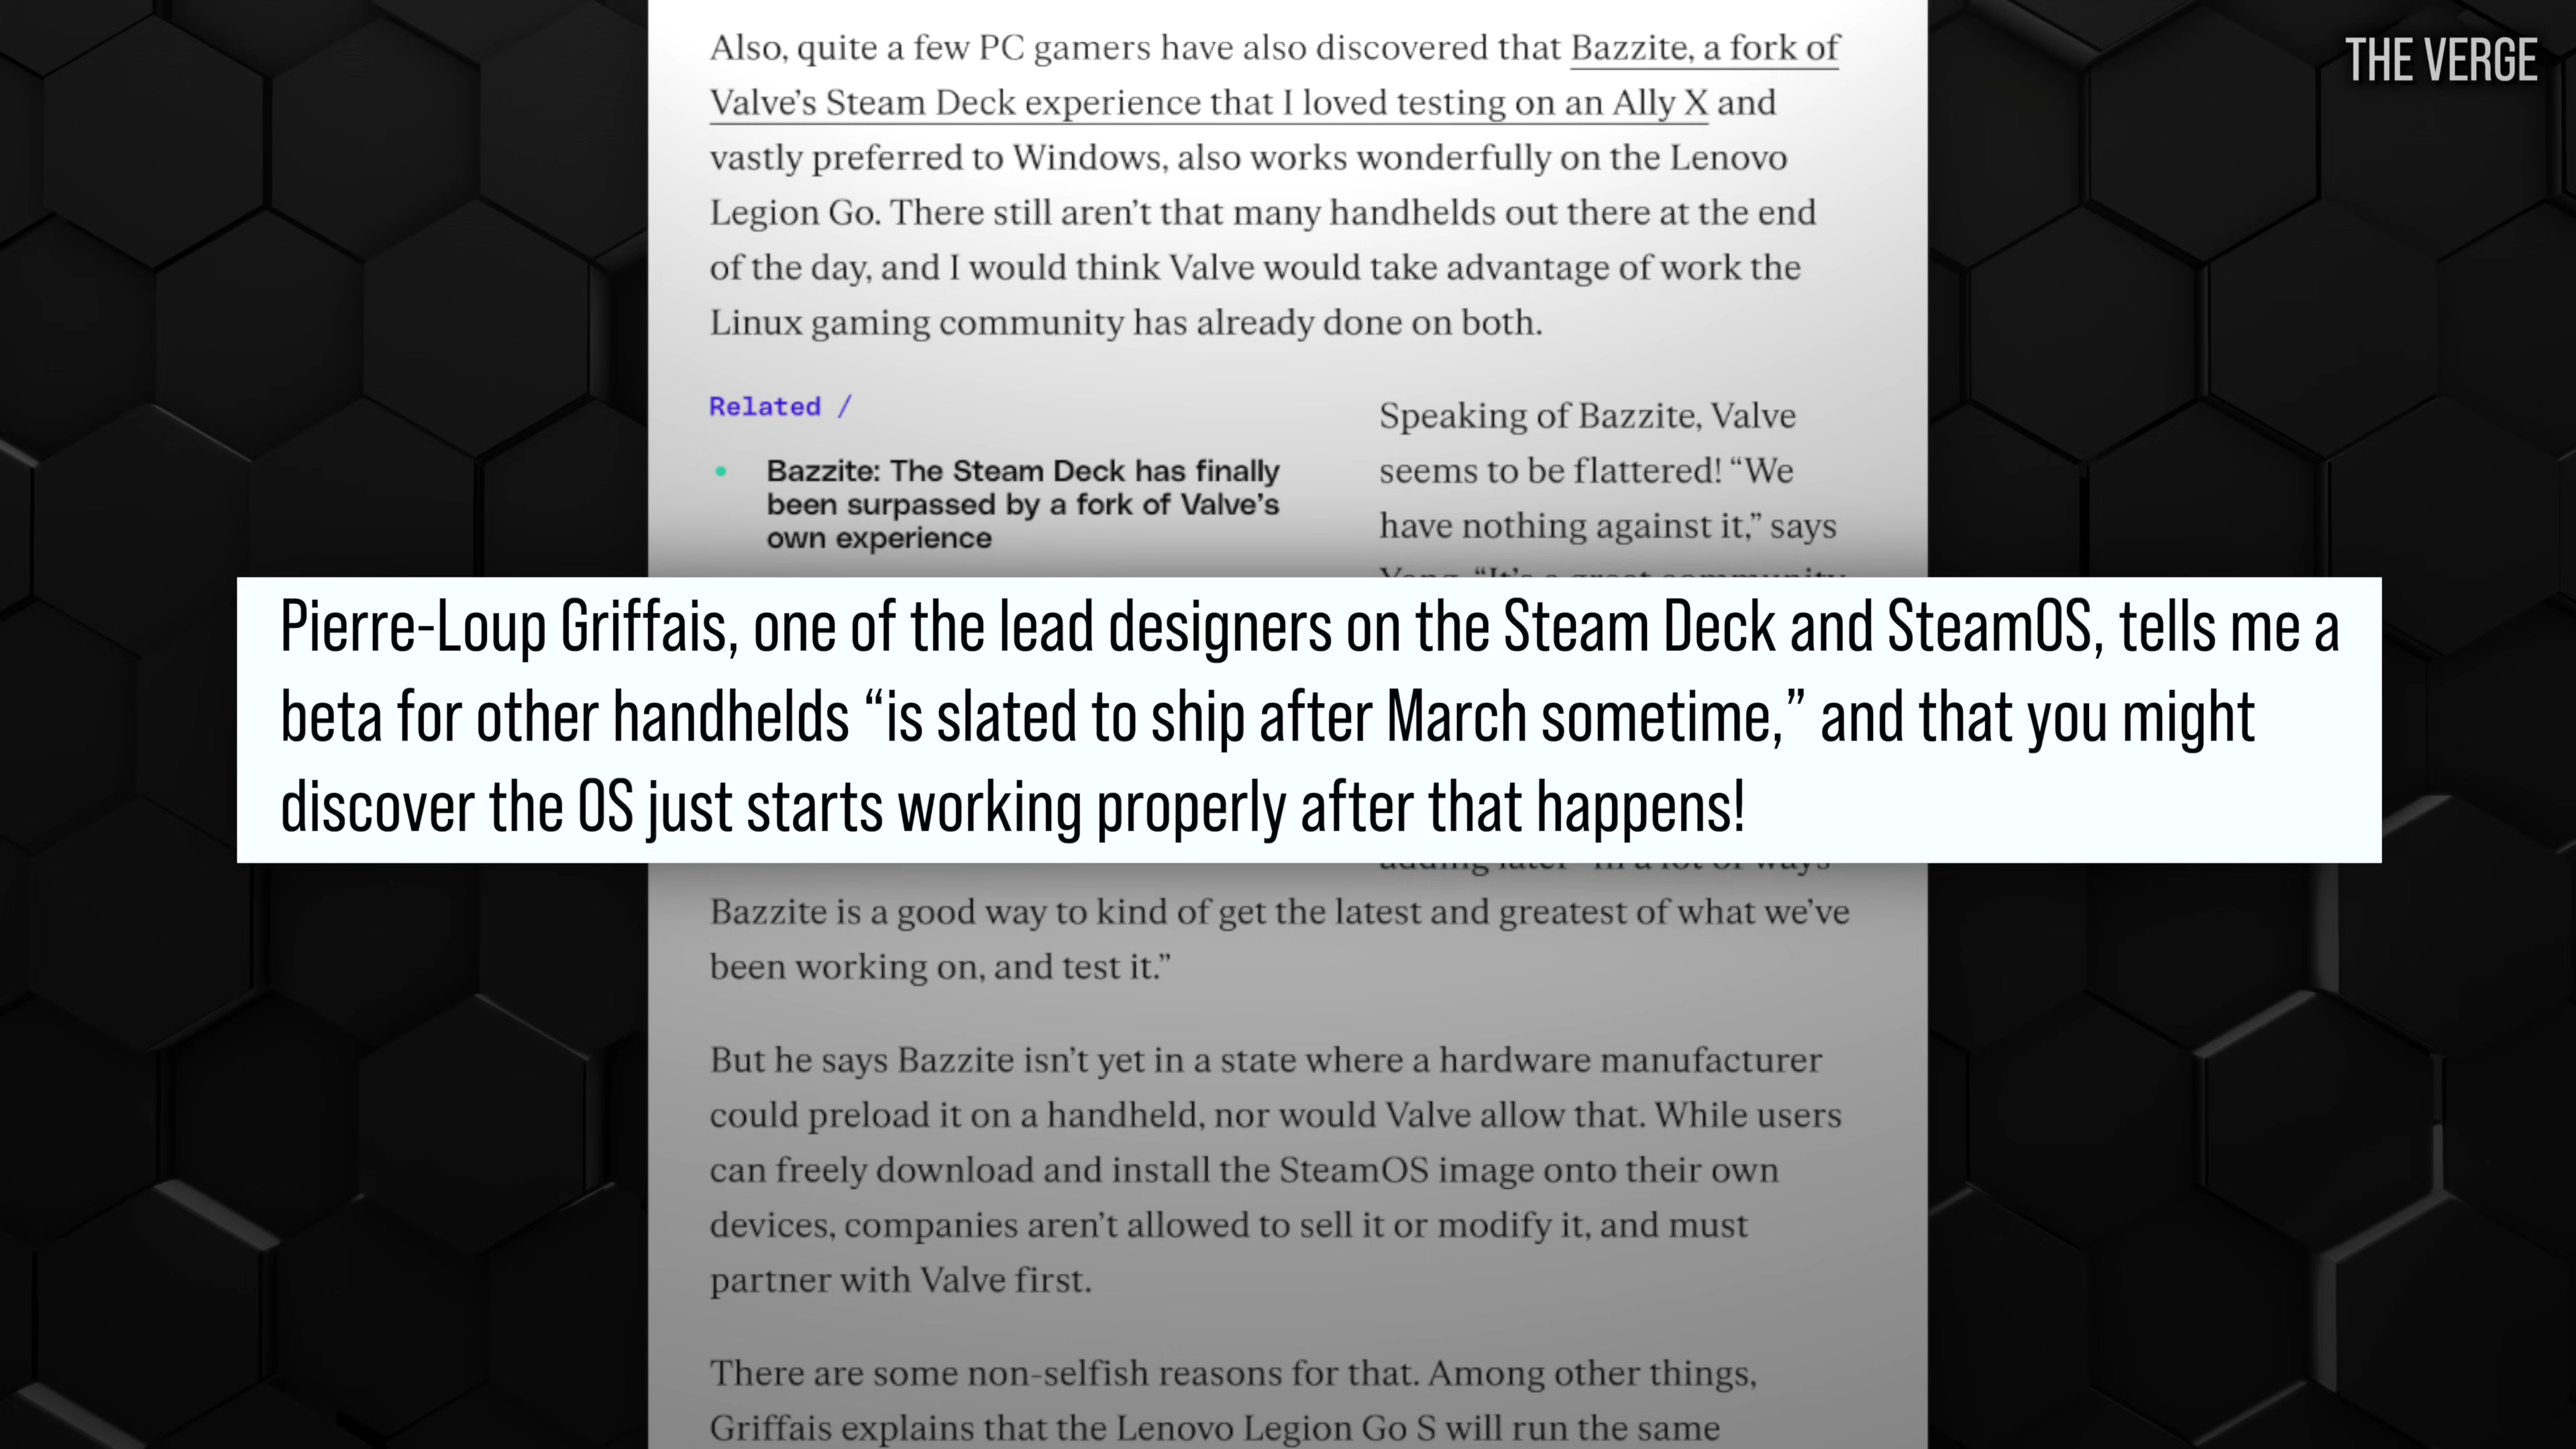 THE VERGE
Also, quite a few PC gamers have also discovered that Bazzite, a fork of
Valve’s Steam Deck experience that I loved testing on an Ally X and
vastly preferred to Windows, also works wonderfully on the Lenovo
Legion Go. There still aren’t that many handhelds out there at the end
of the day, and I would think Valve would take advantage of work the
Linux gaming community has already done on both.
Related /
Bazzite: The Steam Deck has finally
been surpassed by a fork of Valve’s
own experience
Speaking of Bazzite, Valve
seems to be flattered! “We
have nothing against it,” says
Pierre-Loup Griffais, one of the lead designers on the Steam Deck and SteamOS, tells me a
beta for other handhelds “is slated to ship after March sometime,” and that you might
discover the OS just starts working properly after that happens!
Bazzite is a good way to kind of get the latest and greatest of what we’ve
been working on, and test it.”
But he says Bazzite isn’t yet in a state where a hardware manufacturer
could preload it on a handheld, nor would Valve allow that. While users
can freely download and install the SteamOS image onto their own
devices, companies aren’t allowed to sell it or modify it, and must
partner with Valve first.
There are some non-selfish reasons for that. Among other things,
Griffais explains that the Lenovo Legion Go S will run the same